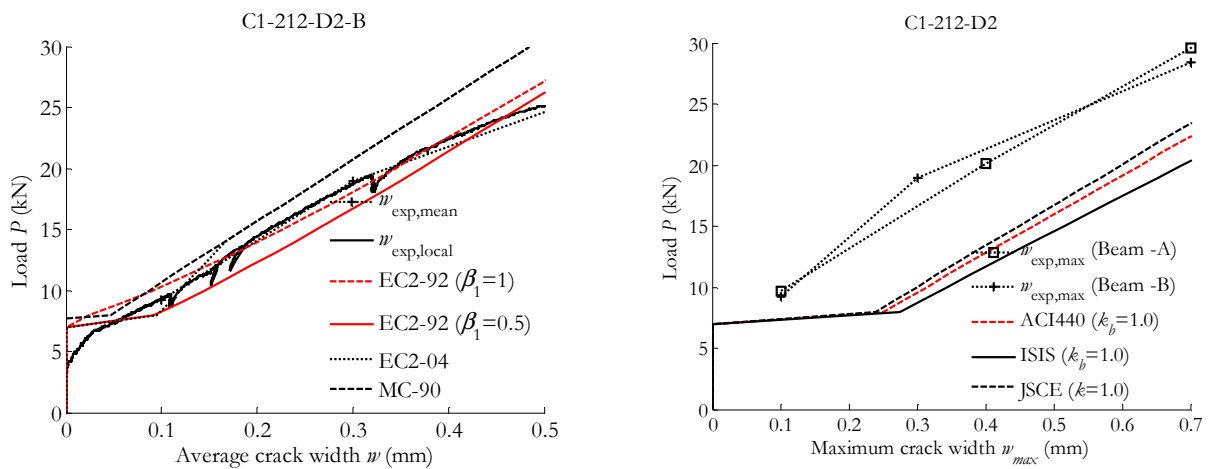 C1-212-D2-B
30
25
20
15
10
5
0
Load P (kN)
0 0.1 0.2 0.3 0.4 0.5
Average crack width w (mm)
w exp,mean
w exp,local
EC2-92 (β1=1)
EC2-92 (β1=0.5)
EC2-04
MC-90
C1-212-D2
30
25
20
15
10
5
0
Load P (kN)
0 0.1 0.2 0.3 0.4 0.5 0.6 0.7
Maximum crack width wmax (mm)
w exp,max (Beam -A)
w exp,max (Beam -B)
ACI440 (kb=1.0)
ISIS (kb=1.0)
JSCE (k=1.0)